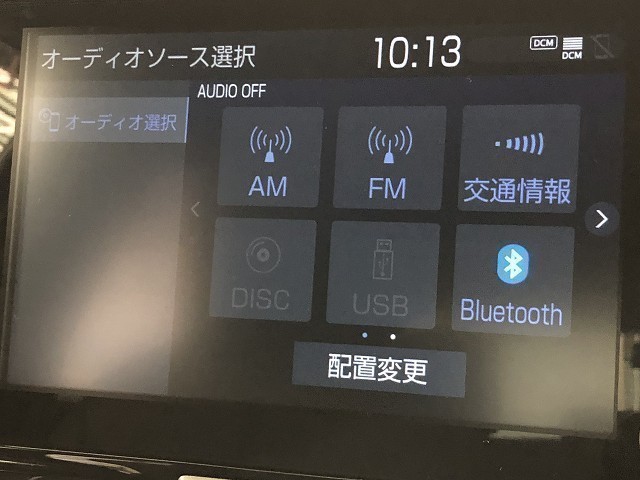 オーディオソース選択
10:13
DCM
DCM
AUDIO OFF
オーディオ選択
AM
FM
交通情報
DISC
USB
Bluetooth
配置変更